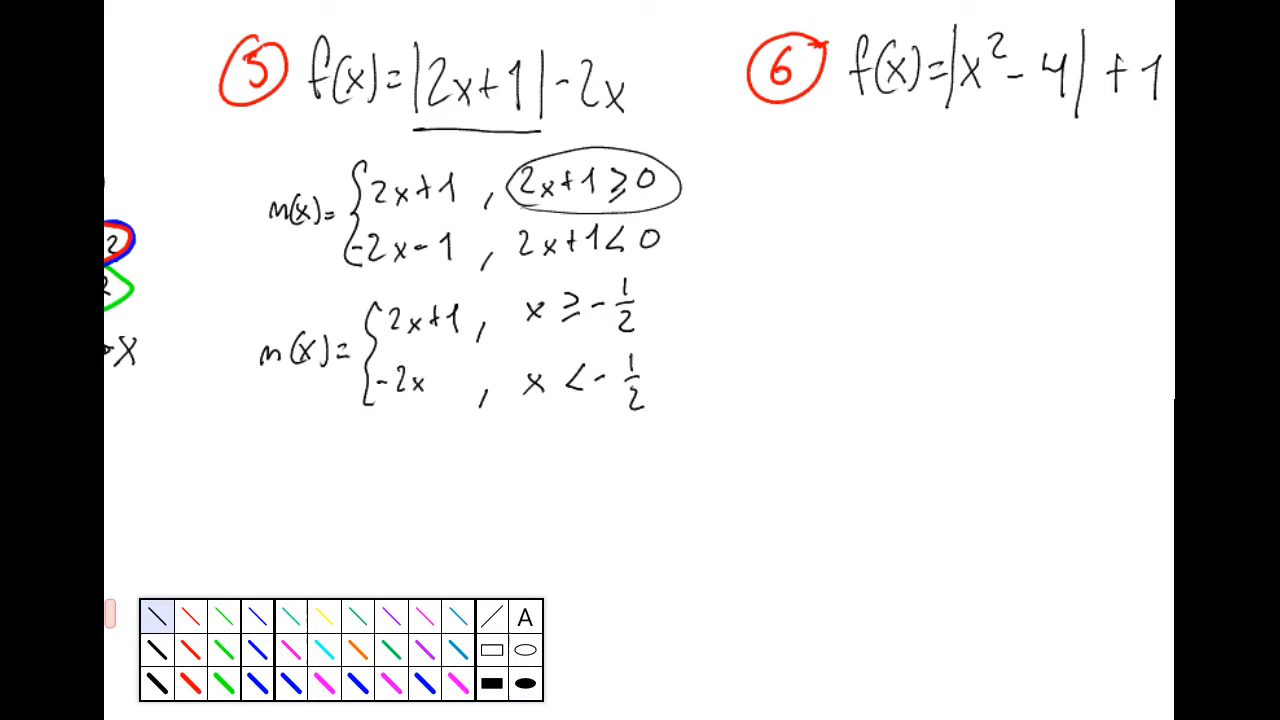 5 f(x)=|2x+1|-2x
m(x)= { 2x+1 , 2x+1≥0
-2x-1 , 2x+1<0
m(x)= { 2x+1 , x ≥ -1/2
-2x , x < -1/2
6 f(x)=|x²-4|+1
2
x
A